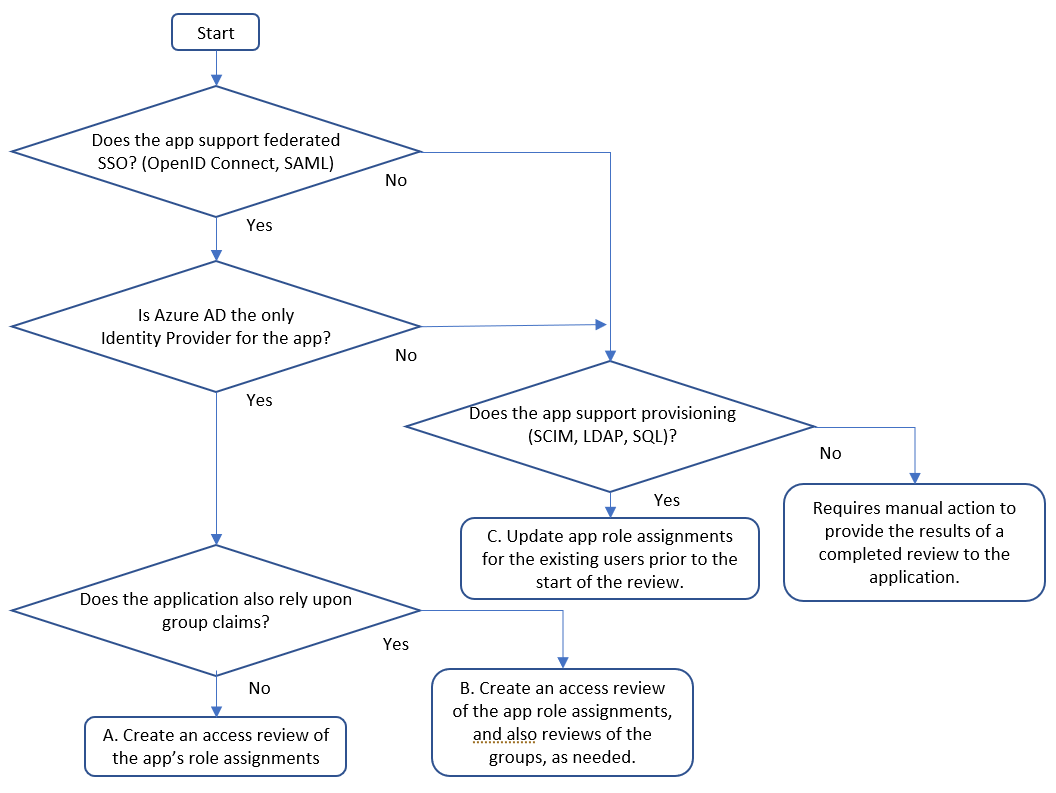 Start
Does the app support federated
SSO? (OpenID Connect, SAML)
No
Yes
Is Azure AD the only
Identity Provider for the app?
No
Yes
Does the app support provisioning
(SCIM, LDAP, SQL)?
No
Yes
C. Update app role assignments
for the existing users prior to the
start of the review.
Requires manual action to
provide the results of a
completed review to the
application.
Does the application also rely upon
group claims?
Yes
No
A. Create an access review of
the app’s role assignments
B. Create an access review
of the app role assignments,
and also reviews of the
groups, as needed.